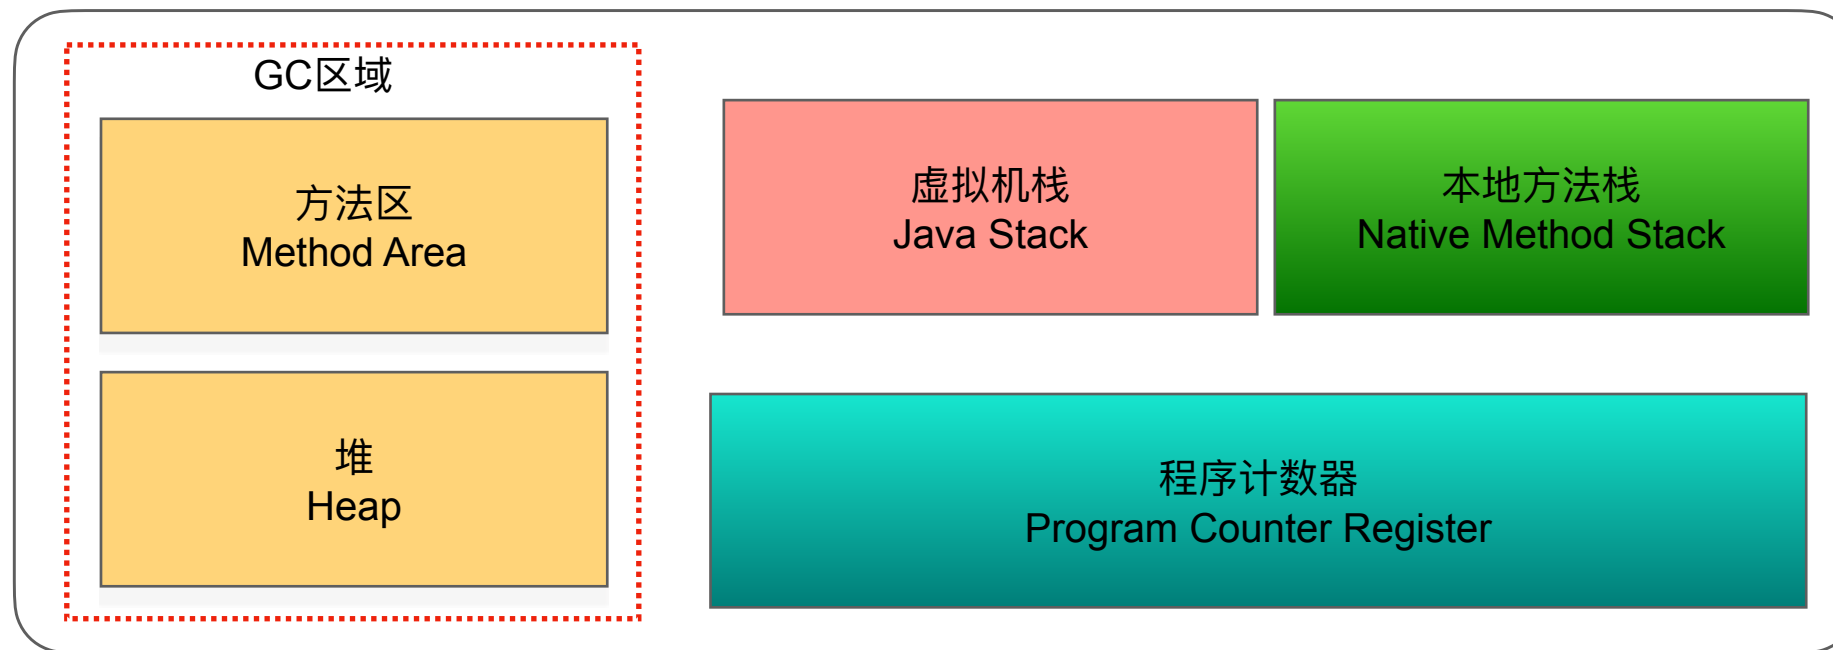 GC区域
方法区
Method Area
堆
Heap
虚拟机栈
Java Stack
本地方法栈
Native Method Stack
程序计数器
Program Counter Register